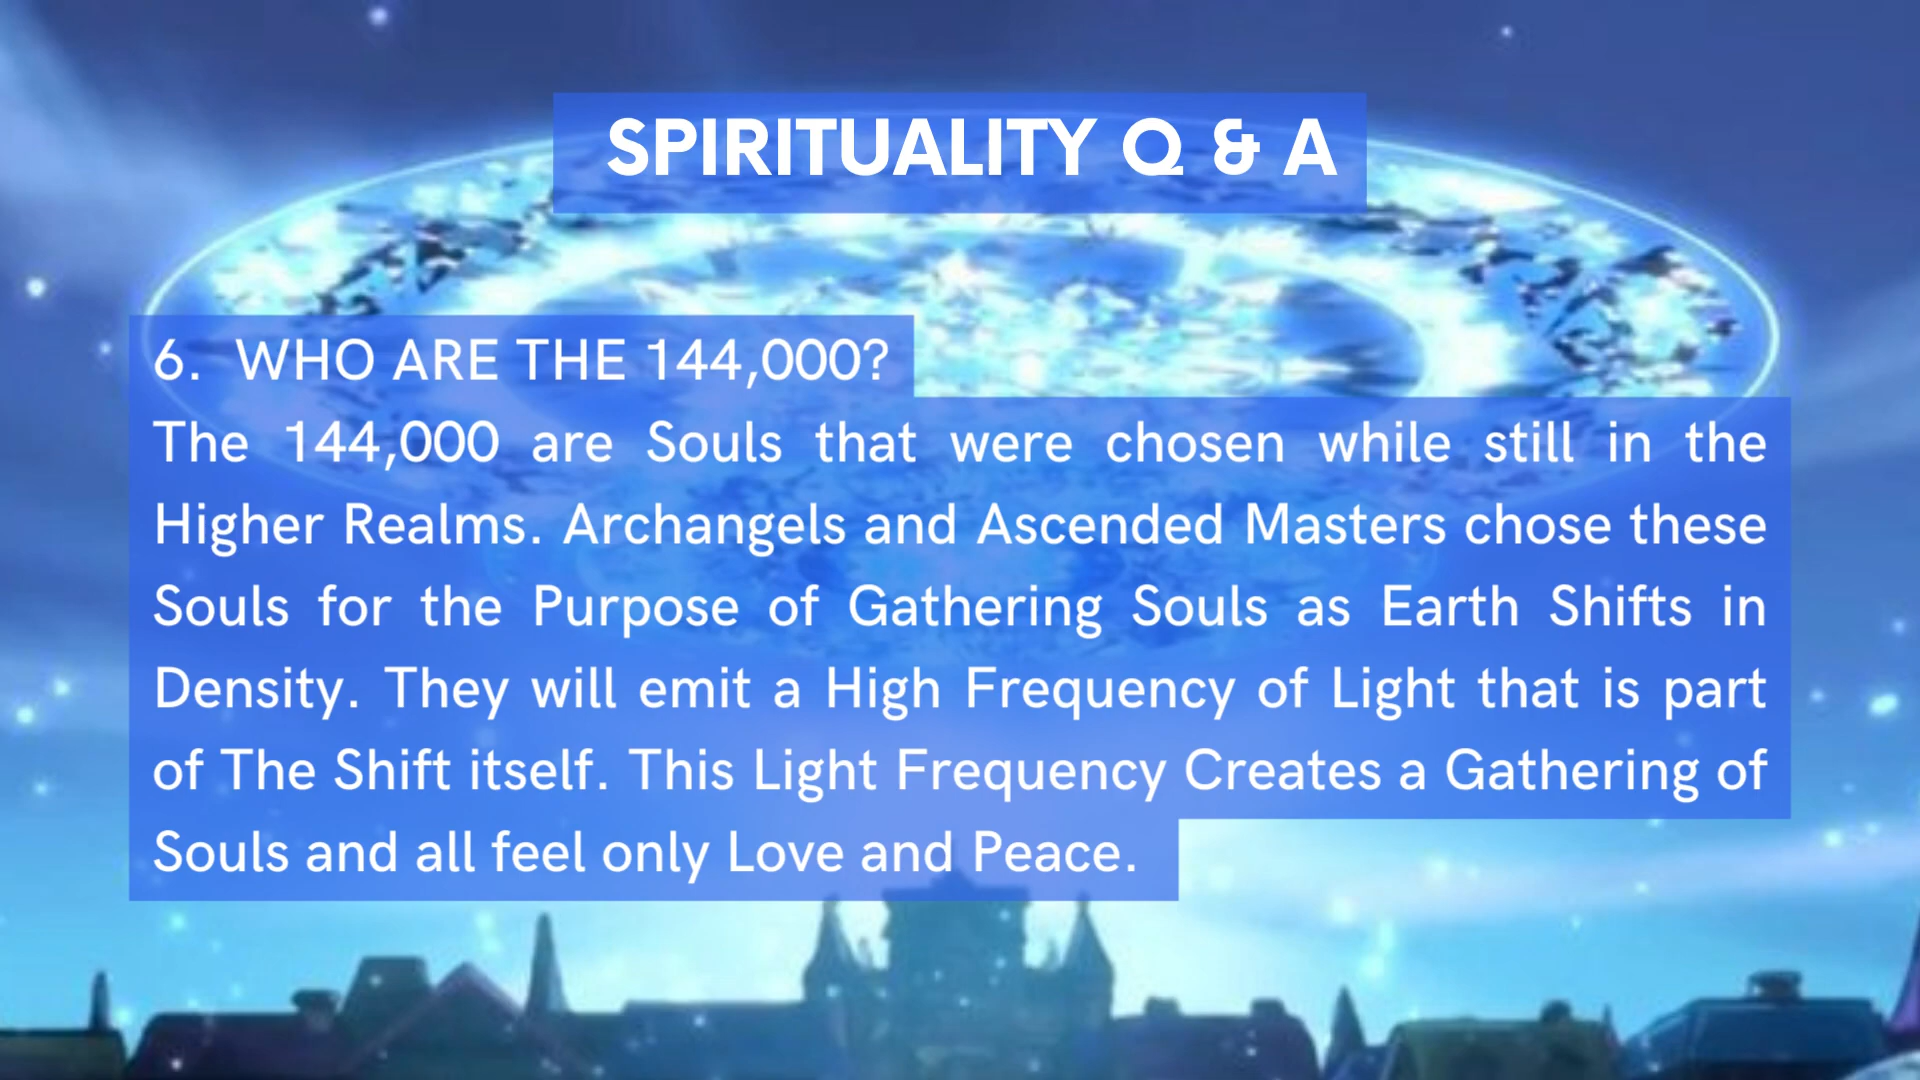 SPIRITUALITY Q & A
6. WHO ARE THE 144,000?
The 144,000 are Souls that were chosen while still in the
Higher Realms. Archangels and Ascended Masters chose these
Souls for the Purpose of Gathering Souls as Earth Shifts in
Density. They will emit a High Frequency of Light that is part
of The Shift itself. This Light Frequency Creates a Gathering of
Souls and all feel only Love and Peace.